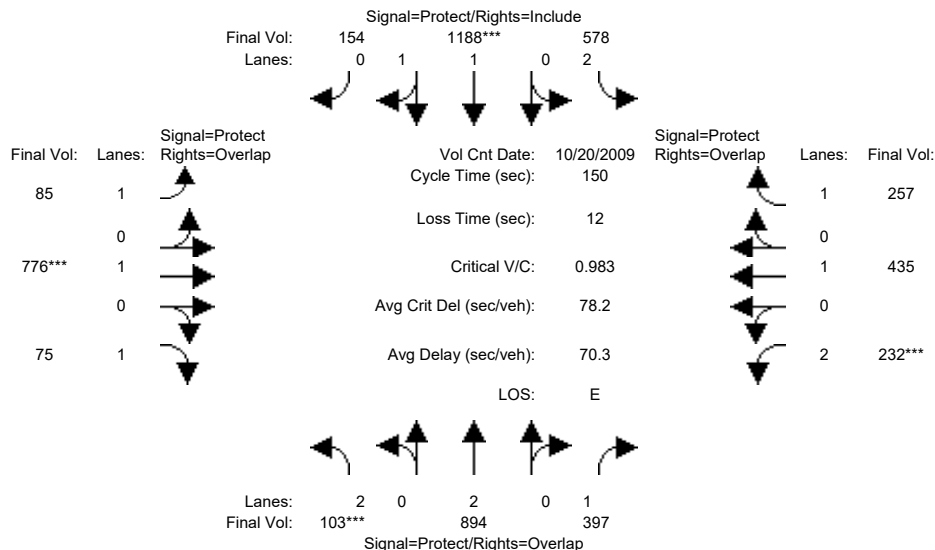 Signal=Protect/Rights=Include
Final Vol: 154 1188*** 578
Lanes: 0 1 1 0 2
Signal=Protect
Rights=Overlap
Final Vol: Lanes:
Vol Cnt Date: 10/20/2009
Signal=Protect
Rights=Overlap
Lanes: Final Vol:
Cycle Time (sec): 150
85 1
1 257
Loss Time (sec): 12
0
0
776*** 1
Critical V/C: 0.983
1 435
0
Avg Crit Del (sec/veh): 78.2
0
75 1
Avg Delay (sec/veh): 70.3
2 232***
LOS: E
Lanes: 2 0 2 0 1
Final Vol: 103*** 894 397
Signal=Protect/Rights=Overlap